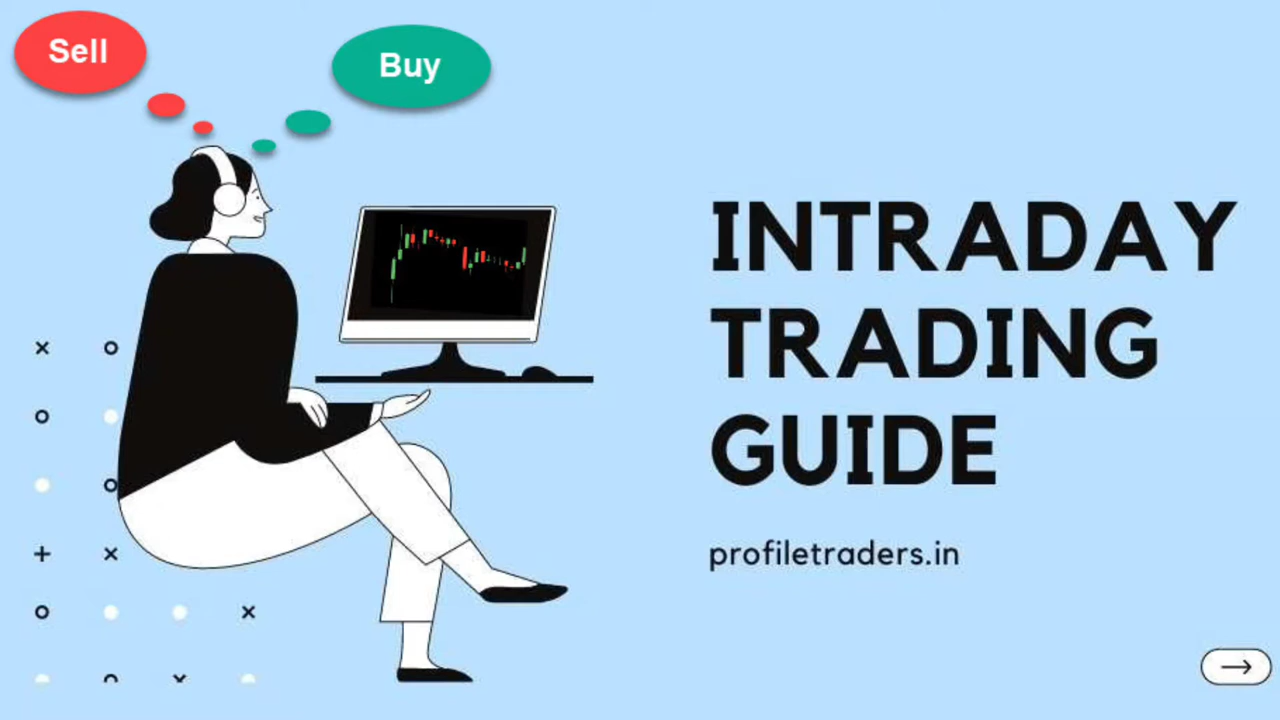 Sell
Buy
INTRADAY
TRADING
GUIDE
profiletraders.in